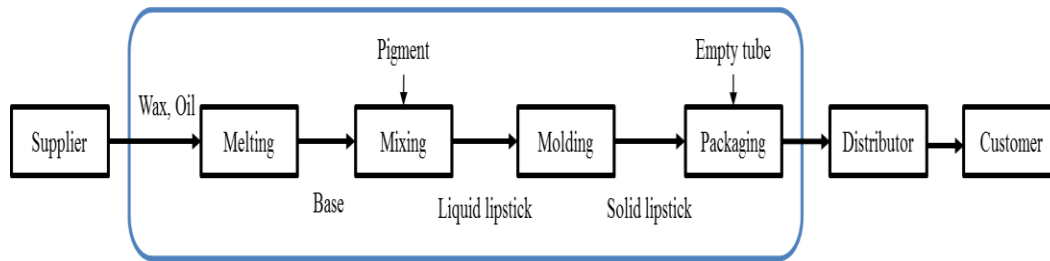 Pigment
Empty tube
Wax, Oil
Supplier
Melting
Mixing
Molding
Packaging
Distributor
Customer
Base
Liquid lipstick
Solid lipstick